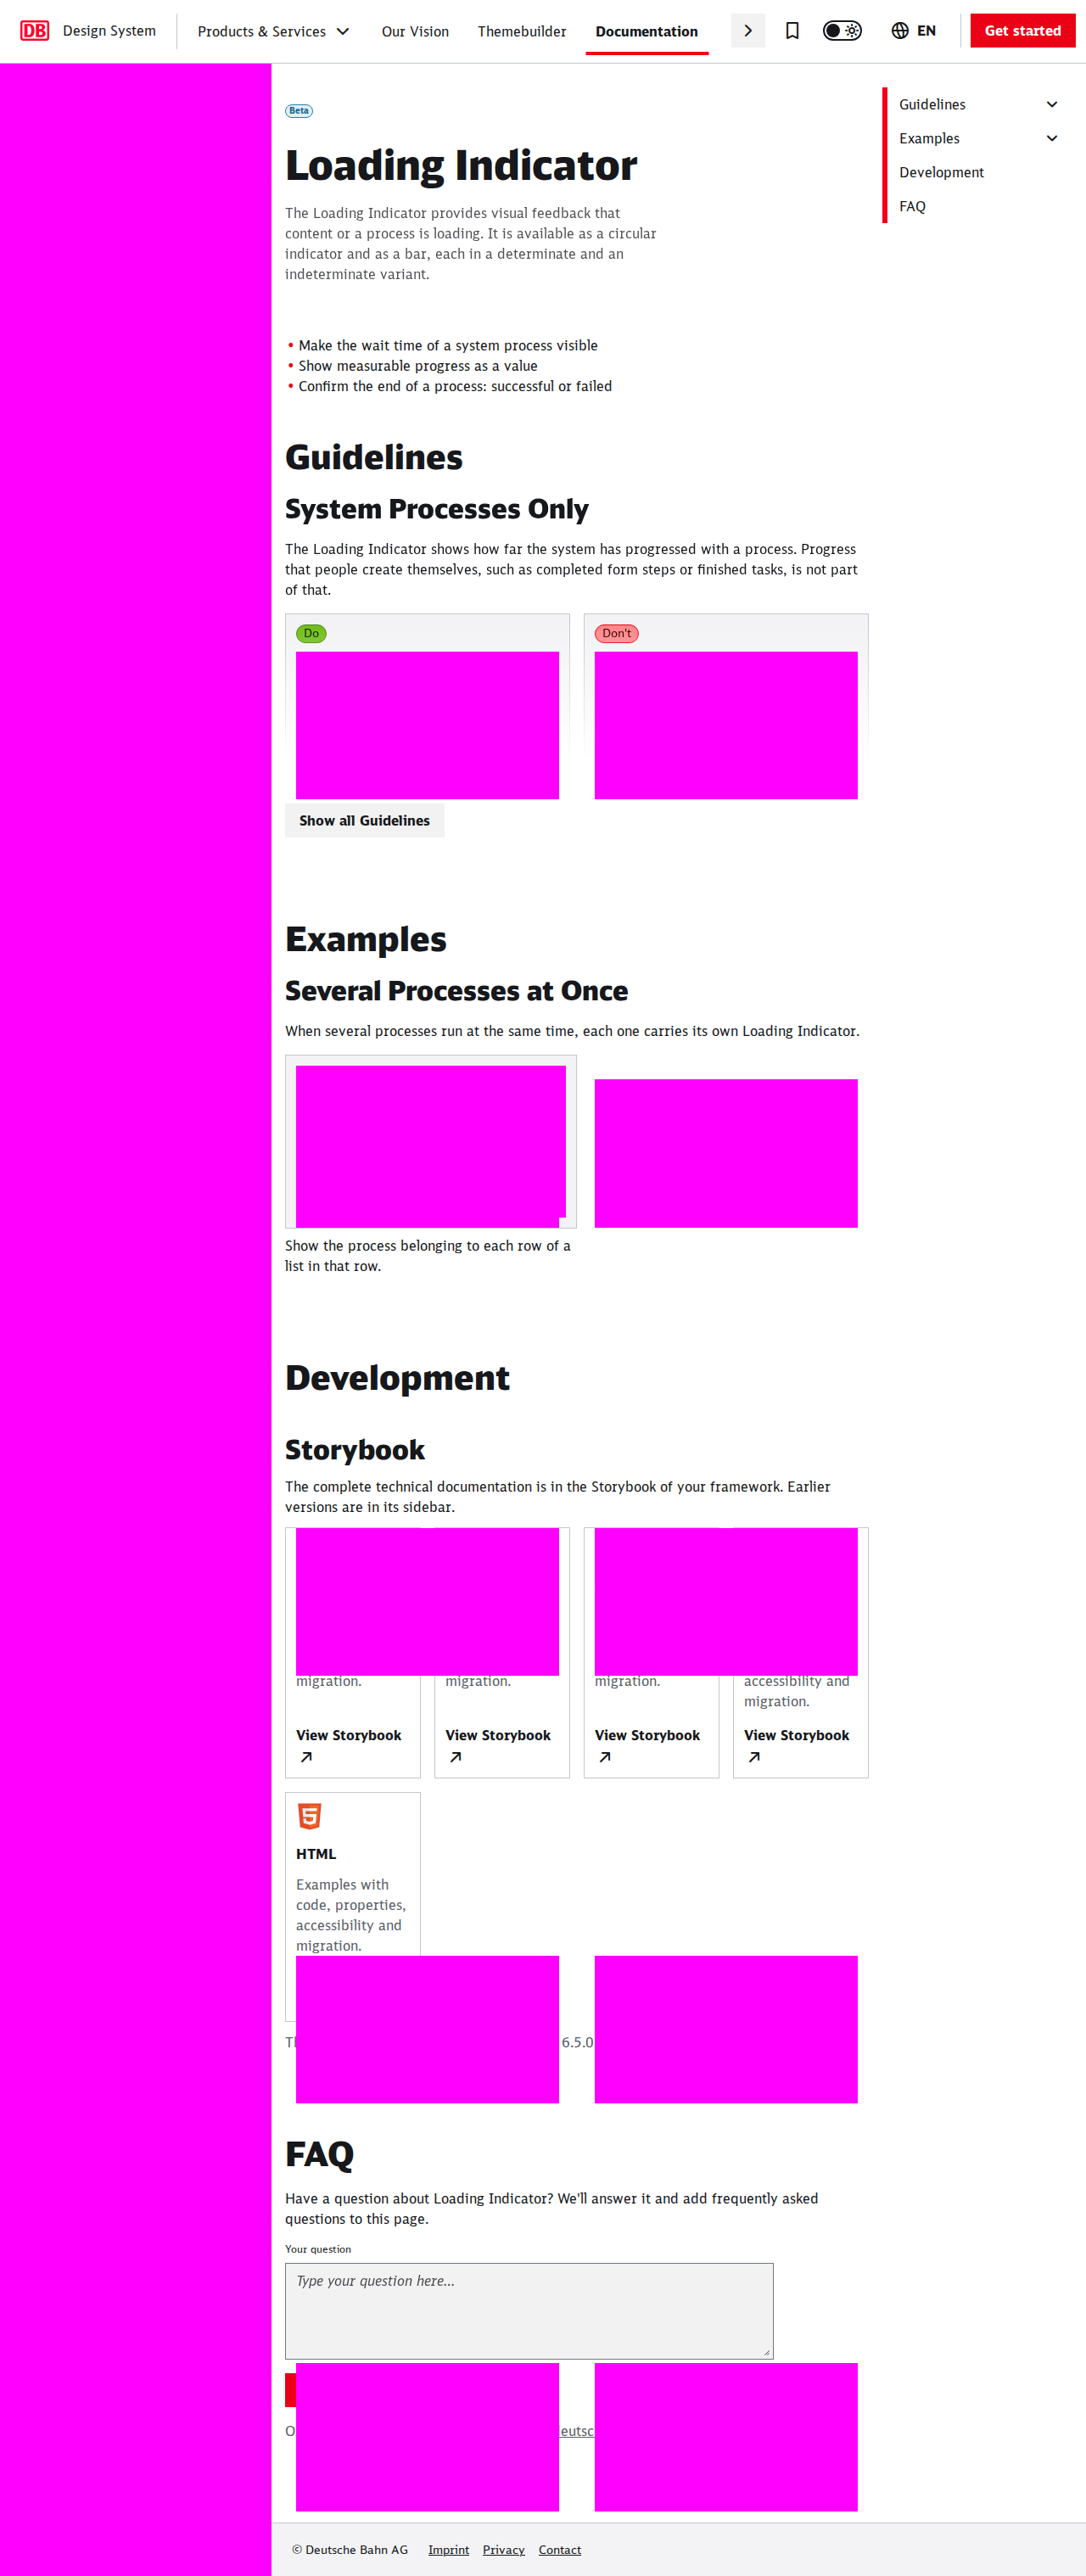 DB Design System
Products & Services
Our Vision
Themebuilder
Documentation
EN
Get started
Guidelines
Examples
Development
FAQ
Beta
Loading Indicator
The Loading Indicator provides visual feedback that
content or a process is loading. It is available as a circular
indicator and as a bar, each in a determinate and an
indeterminate variant.
• Make the wait time of a system process visible
• Show measurable progress as a value
• Confirm the end of a process: successful or failed
Guidelines
System Processes Only
The Loading Indicator shows how far the system has progressed with a process. Progress
that people create themselves, such as completed form steps or finished tasks, is not part
of that.
Do
Don't
Show all Guidelines
Examples
Several Processes at Once
When several processes run at the same time, each one carries its own Loading Indicator.
Show the process belonging to each row of a
list in that row.
Development
Storybook
The complete technical documentation is in the Storybook of your framework. Earlier
versions are in its sidebar.
migration.
View Storybook
migration.
View Storybook
migration.
View Storybook
accessibility and
migration.
View Storybook
HTML
Examples with
code, properties,
accessibility and
migration.
6.5.0
FAQ
Have a question about Loading Indicator? We'll answer it and add frequently asked
questions to this page.
Your question
Type your question here...
© Deutsche Bahn AG
Imprint
Privacy
Contact